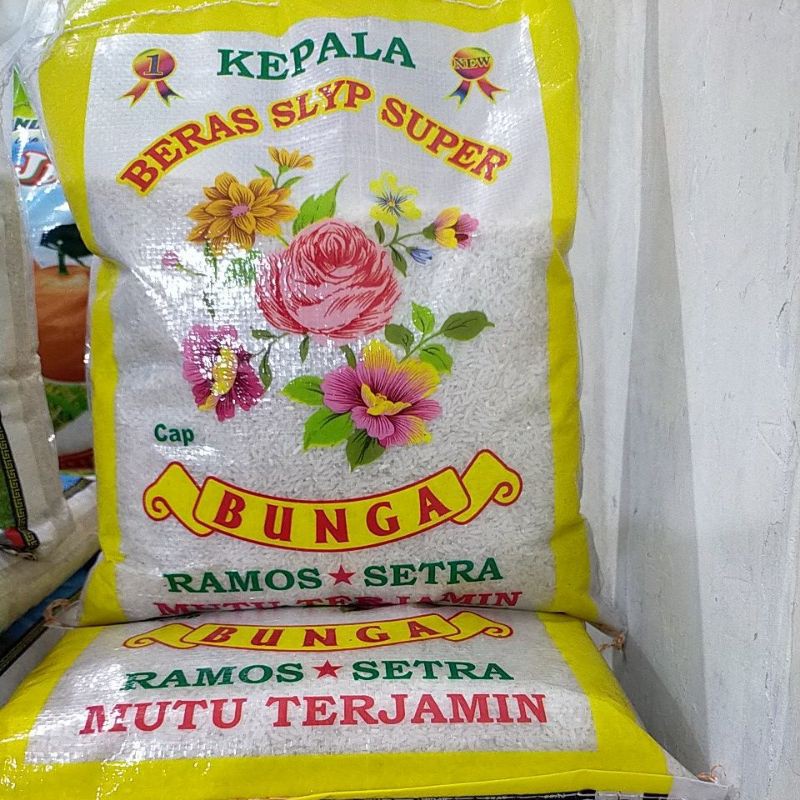 KEPALA
1
NEW
BERAS SLYP SUPER
Cap
BUNGA
RAMOS ★ SETRA
MUTU TERJAMIN
BUNGA
RAMOS ★ SETRA
MUTU TERJAMIN